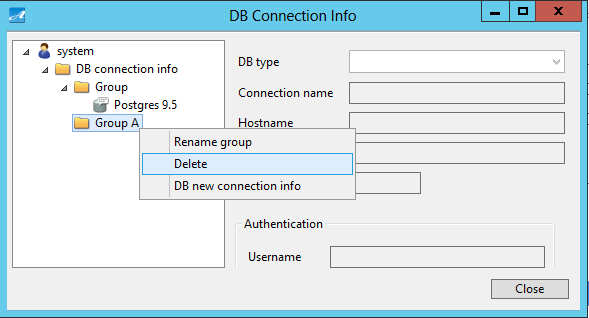 DB Connection Info
system
DB connection info
Group
Postgres 9.5
Group A
Rename group
Delete
DB new connection info
DB type
Connection name
Hostname
Authentication
Username
Close